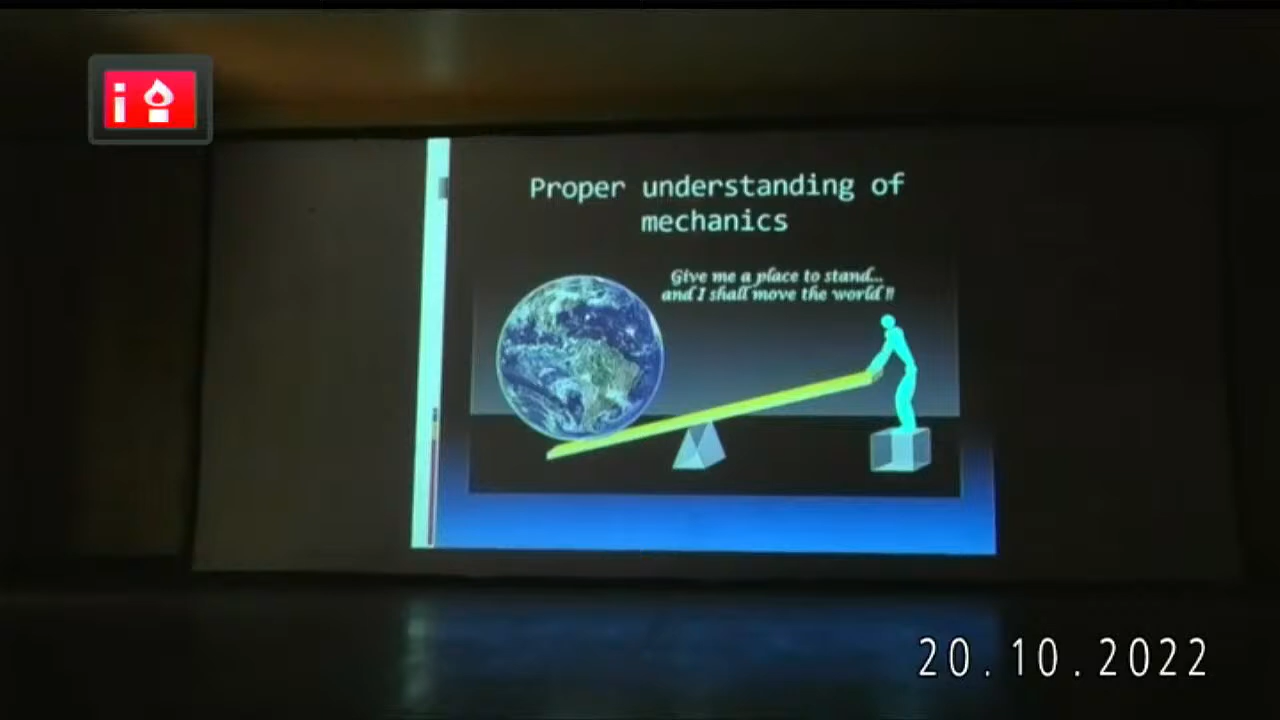 i
Proper understanding of
mechanics
Give me a place to stand...
and I shall move the world !!
20.10.2022